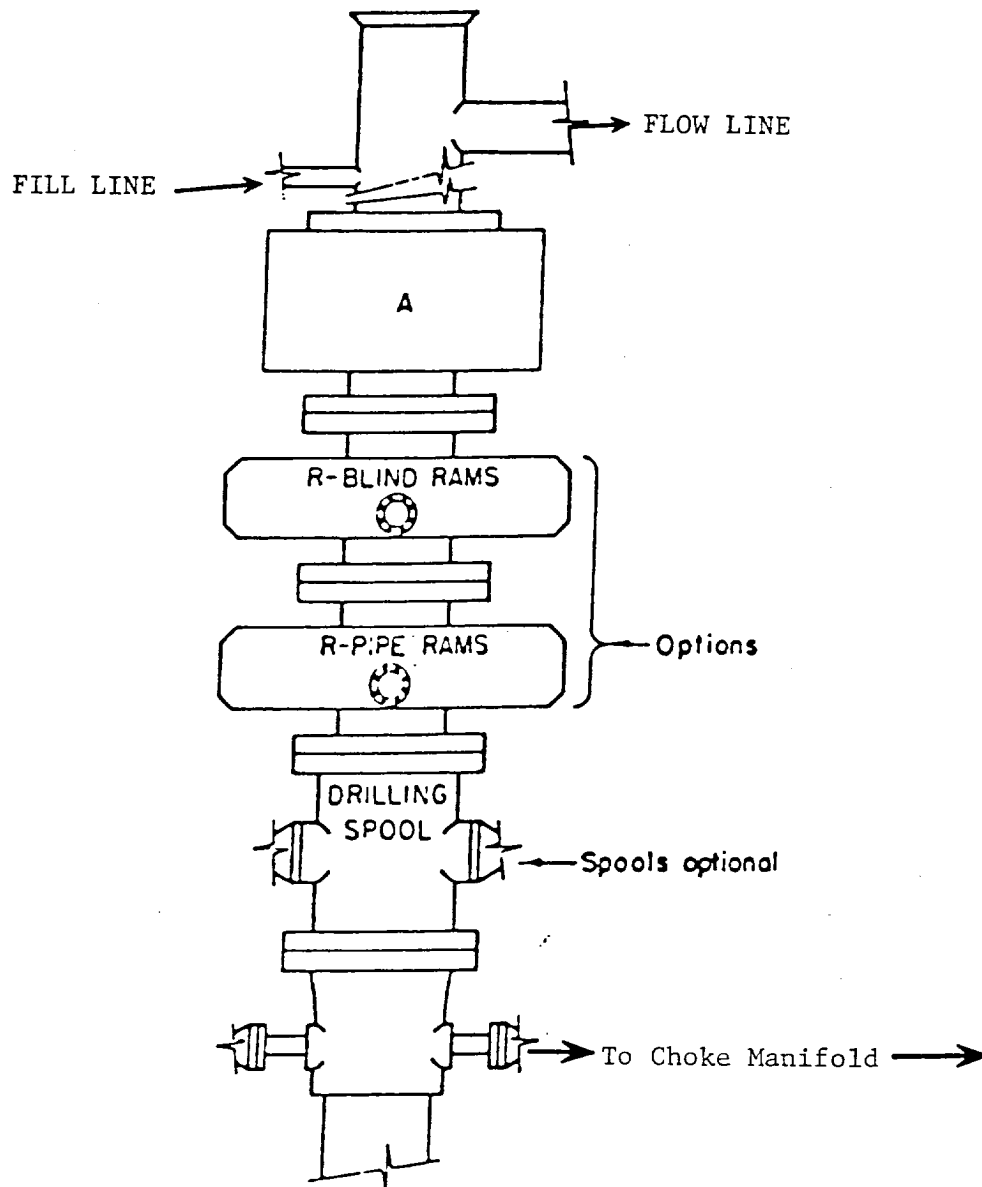 FLOW LINE
FILL LINE
A
R-BLIND RAMS
R-PIPE RAMS
Options
DRILLING
SPOOL
Spools optional
To Choke Manifold